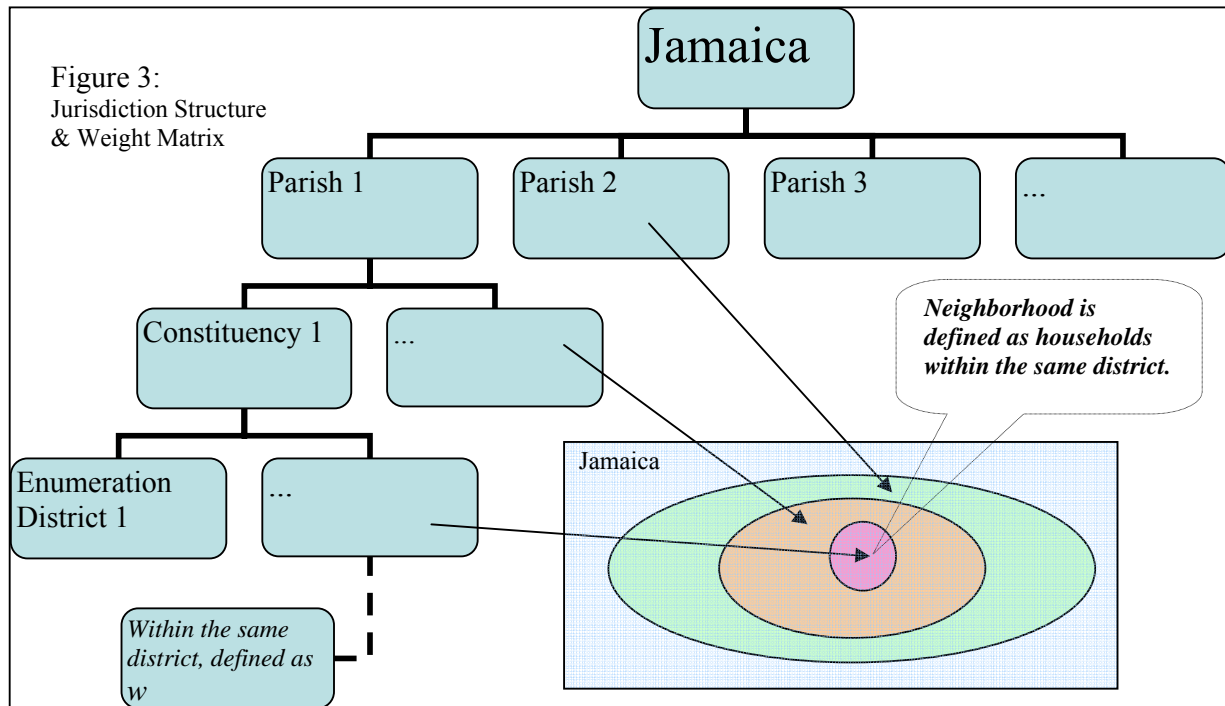 Jamaica
Figure 3:
Jurisdiction Structure
& Weight Matrix
Parish 1
Parish 2
Parish 3
...
Constituency 1
...
Neighborhood is
defined as households
within the same district.
Enumeration
District 1
...
Jamaica
Within the same
district, defined as
w